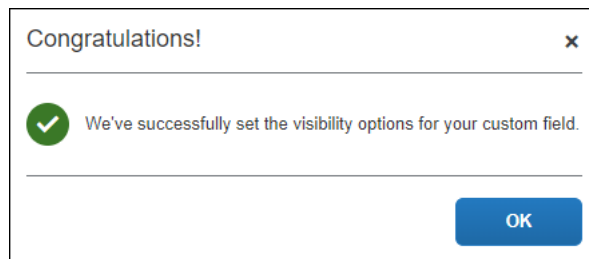 Congratulations!
We've successfully set the visibility options for your custom field.
OK